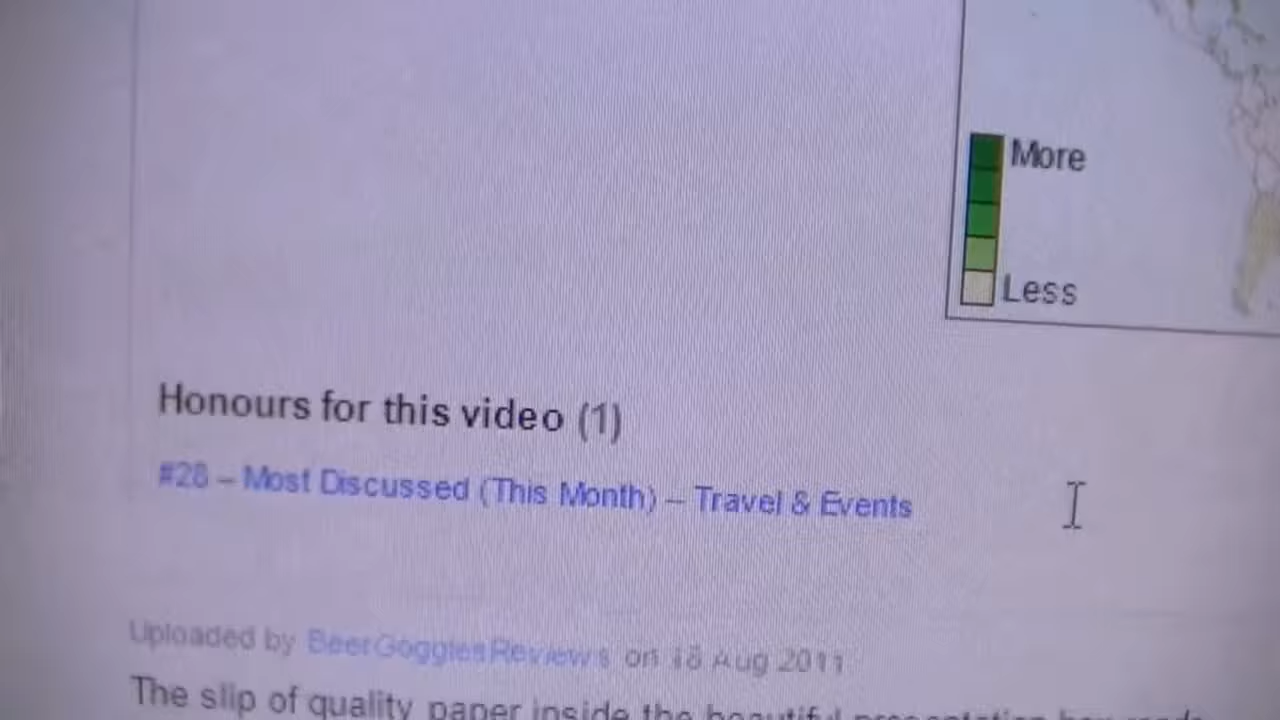 More
Less
Honours for this video (1)
#28 – Most Discussed (This Month) – Travel & Events
Uploaded by BeerGogglesReviews on 18 Aug 2011
The slip of quality paper inside the beautiful presentation